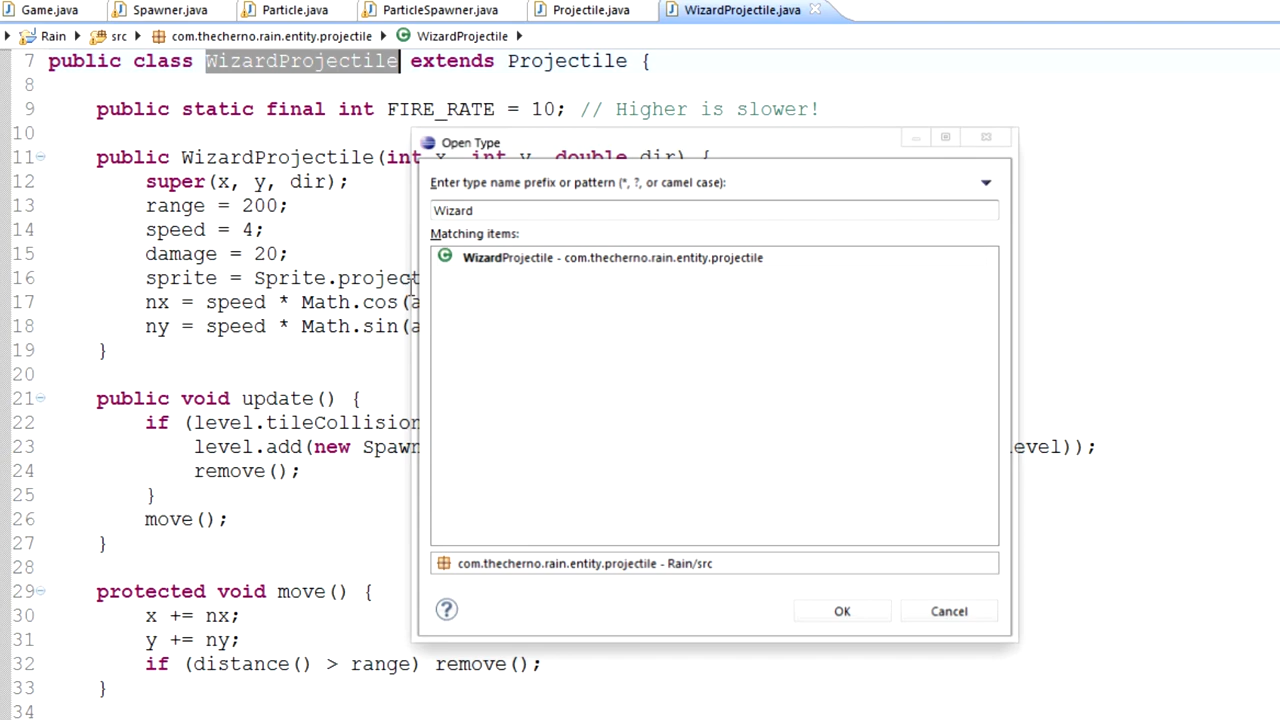 Game.java Spawner.java Particle.java ParticleSpawner.java Projectile.java WizardProjectile.java
Rain src com.thecherno.rain.entity.projectile WizardProjectile
7 public class WizardProjectile extends Projectile {
8
9 public static final int FIRE_RATE = 10; // Higher is slower!
10
11 public WizardProjectile(int x, int y, double dir) {
12 super(x, y, dir);
13 range = 200;
14 speed = 4;
15 damage = 20;
16 sprite = Sprite.project
17 nx = speed * Math.cos(
18 ny = speed * Math.sin(
19 }
20
21 public void update() {
22 if (level.tileCollision
23 level.add(new Spawn evel));
24 remove();
25 }
26 move();
27 }
28
29 protected void move() {
30 x += nx;
31 y += ny;
32 if (distance() > range) remove();
33 }
34
Open Type
Enter type name prefix or pattern (*, ?, or camel case):
Wizard
Matching items:
WizardProjectile - com.thecherno.rain.entity.projectile
com.thecherno.rain.entity.projectile - Rain/src
? OK Cancel